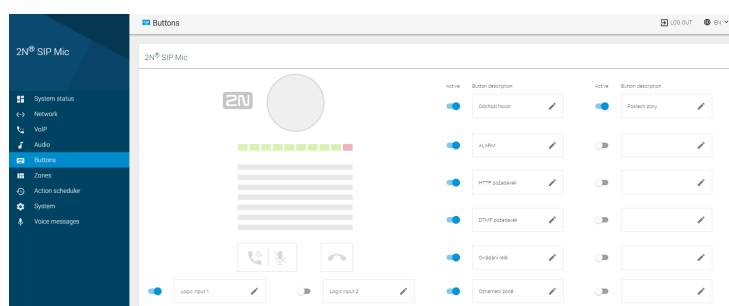 Buttons
LOG OUT
EN
2N® SIP Mic
2N® SIP Mic
System status
Network
VoIP
Audio
Buttons
Zones
Action scheduler
System
Voice messages
2N
Logic input 1
Logic input 2
Active Button description
Odchozí hovor
ALARM
HTTP požadavek
DTMF požadavek
Ovládání relé
Oznámení zóně
Active Button description
Poslech zóny